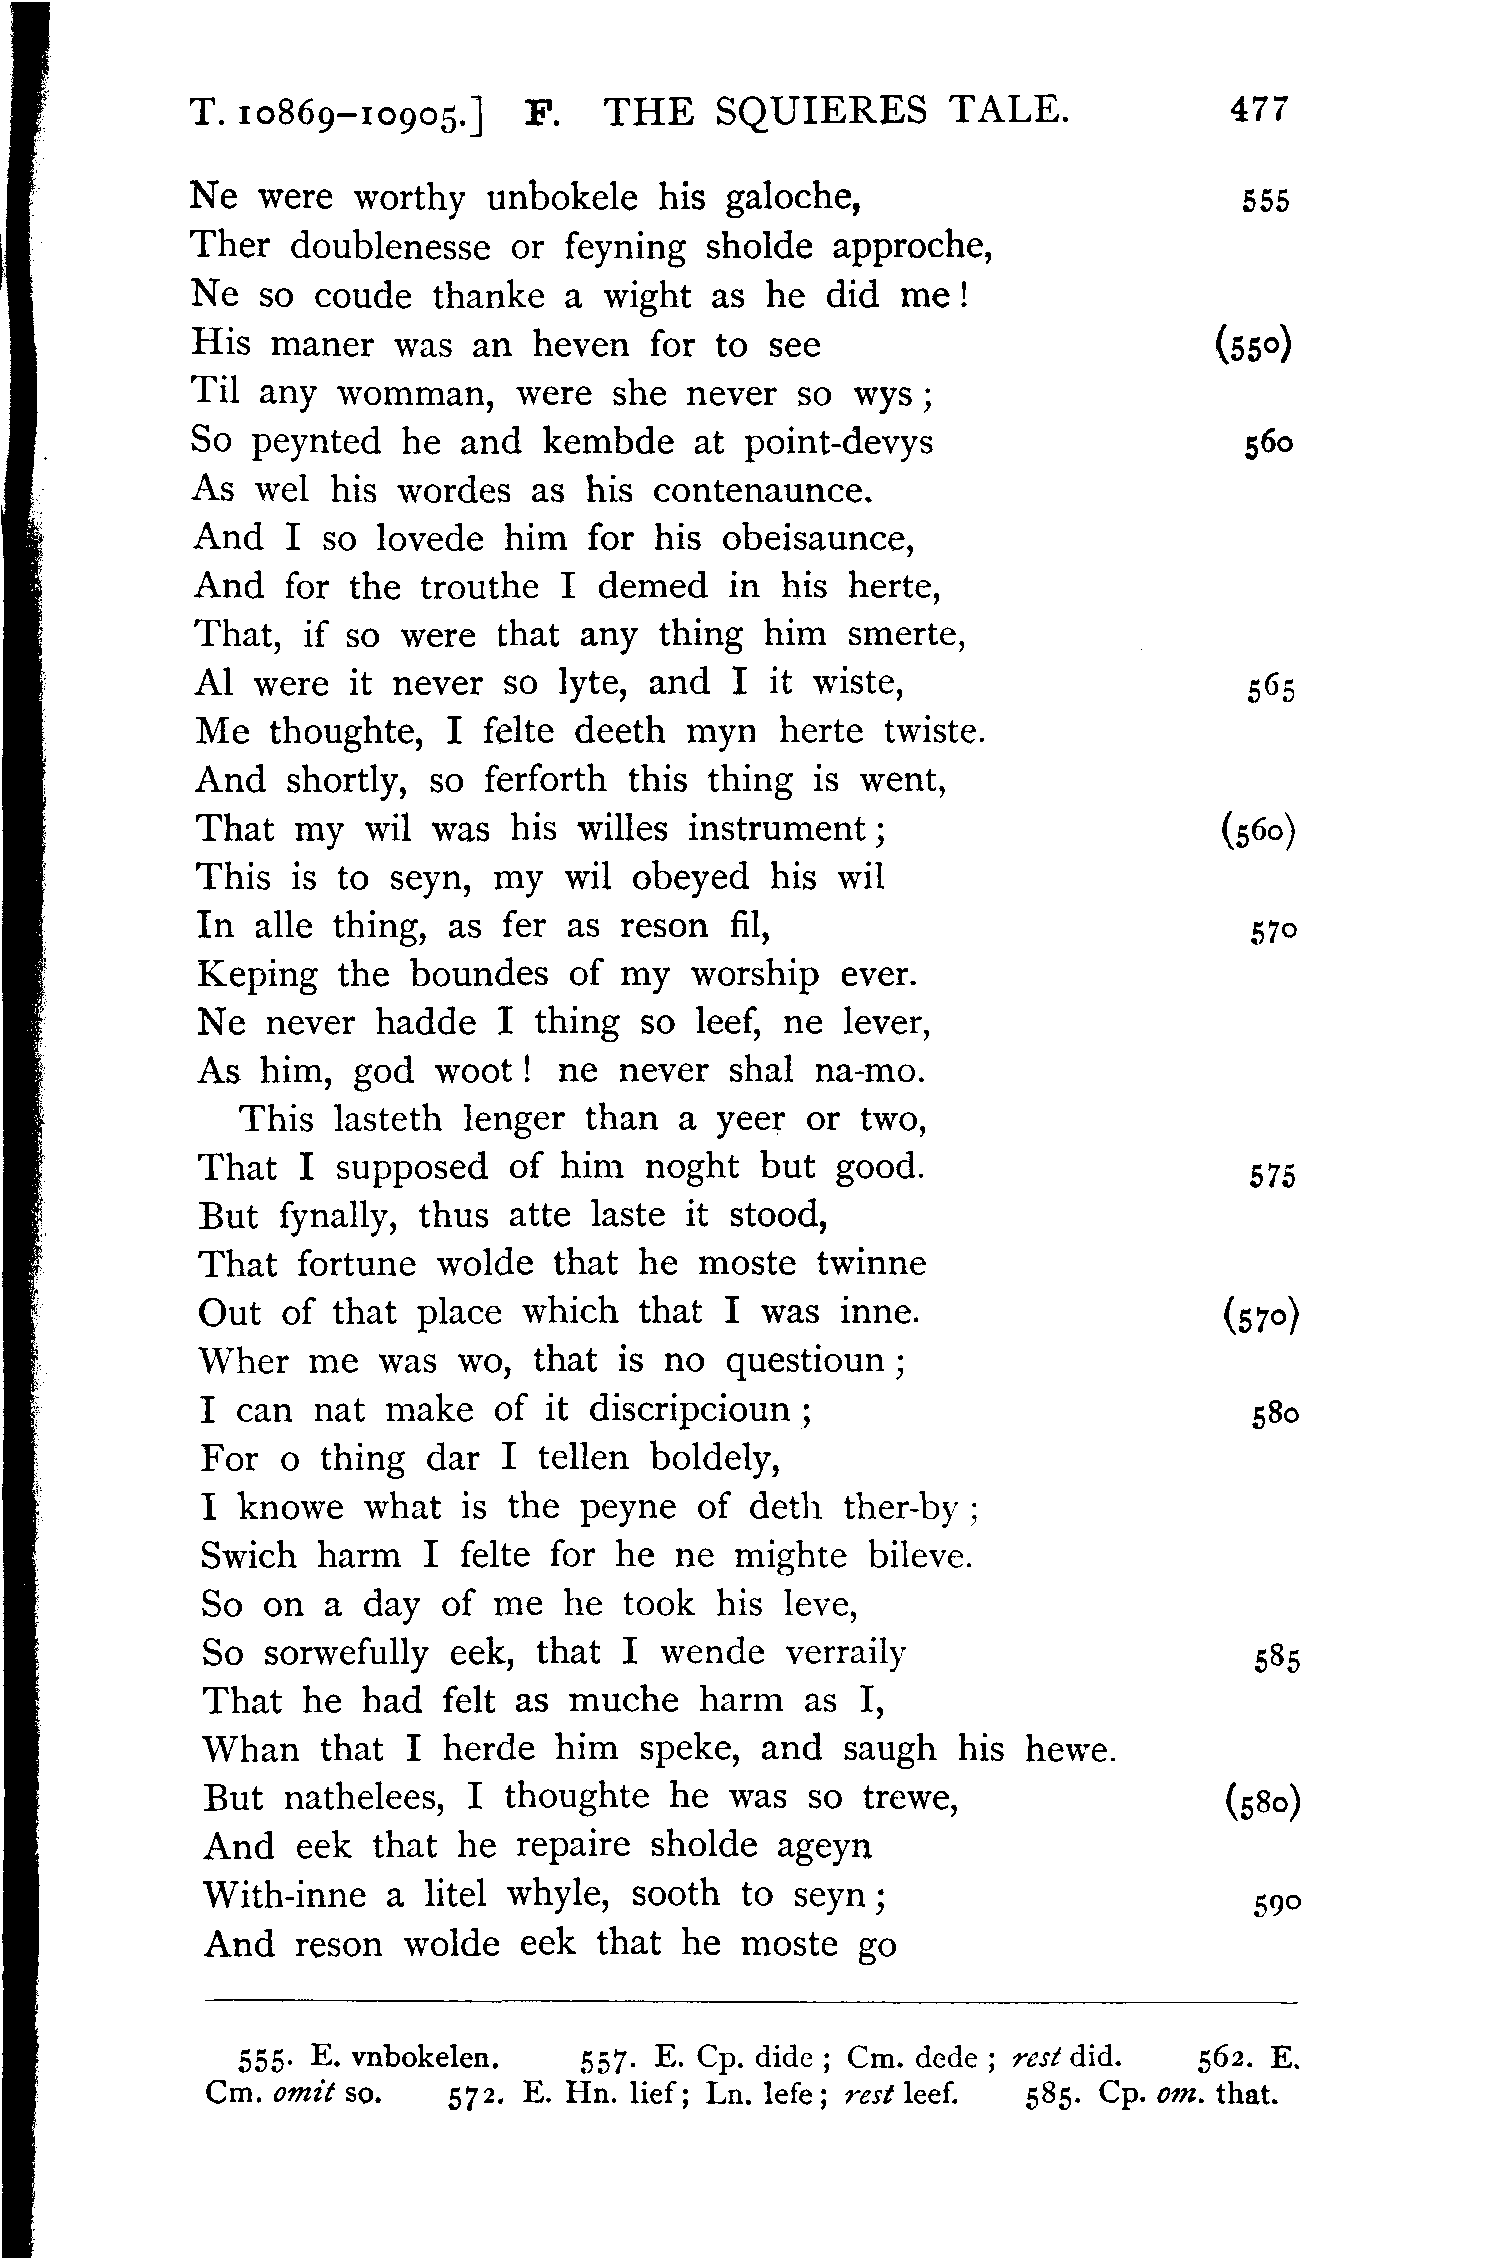 T. 10869–10905.] F. THE SQUIERES TALE. 477
Ne were worthy unbokele his galoche, 555
Ther doublenesse or feyning sholde approche,
Ne so coude thanke a wight as he did me !
His maner was an heven for to see (550)
Til any womman, were she never so wys ;
So peynted he and kembde at point-devys 560
As wel his wordes as his contenaunce.
And I so lovede him for his obeisaunce,
And for the trouthe I demed in his herte,
That, if so were that any thing him smerte,
Al were it never so lyte, and I it wiste, 565
Me thoughte, I felte deeth myn herte twiste.
And shortly, so ferforth this thing is went,
That my wil was his willes instrument ; (560)
This is to seyn, my wil obeyed his wil
In alle thing, as fer as reson fil, 570
Keping the boundes of my worship ever.
Ne never hadde I thing so leef, ne lever,
As him, god woot ! ne never shal na-mo.
This lasteth lenger than a yeer or two,
That I supposed of him noght but good. 575
But fynally, thus atte laste it stood,
That fortune wolde that he moste twinne
Out of that place which that I was inne. (570)
Wher me was wo, that is no questioun ;
I can nat make of it discripcioun ; 580
For o thing dar I tellen boldely,
I knowe what is the peyne of deth ther-by ;
Swich harm I felte for he ne mighte bileve.
So on a day of me he took his leve,
So sorwefully eek, that I wende verraily 585
That he had felt as muche harm as I,
Whan that I herde him speke, and saugh his hewe.
But nathelees, I thoughte he was so trewe, (580)
And eek that he repaire sholde ageyn
With-inne a litel whyle, sooth to seyn ; 590
And reson wolde eek that he moste go
555. E. vnbokelen. 557. E. Cp. dide ; Cm. dede ; rest did. 562. E.
Cm. omit so. 572. E. Hn. lief ; Ln. lefe ; rest leef. 585. Cp. om. that.